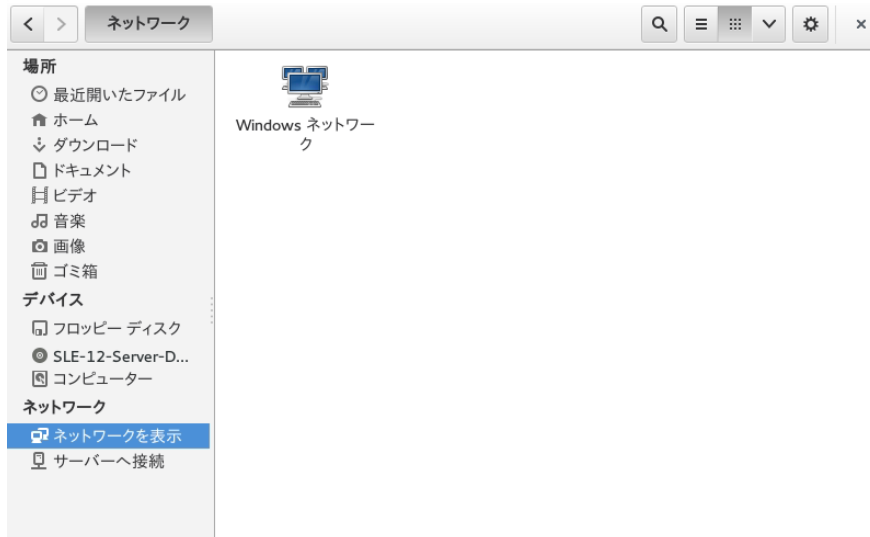 ネットワーク
場所
最近開いたファイル
ホーム
ダウンロード
ドキュメント
ビデオ
音楽
画像
ゴミ箱
デバイス
フロッピー ディスク
SLE-12-Server-D...
コンピューター
ネットワーク
ネットワークを表示
サーバーへ接続
Windows ネットワー
ク